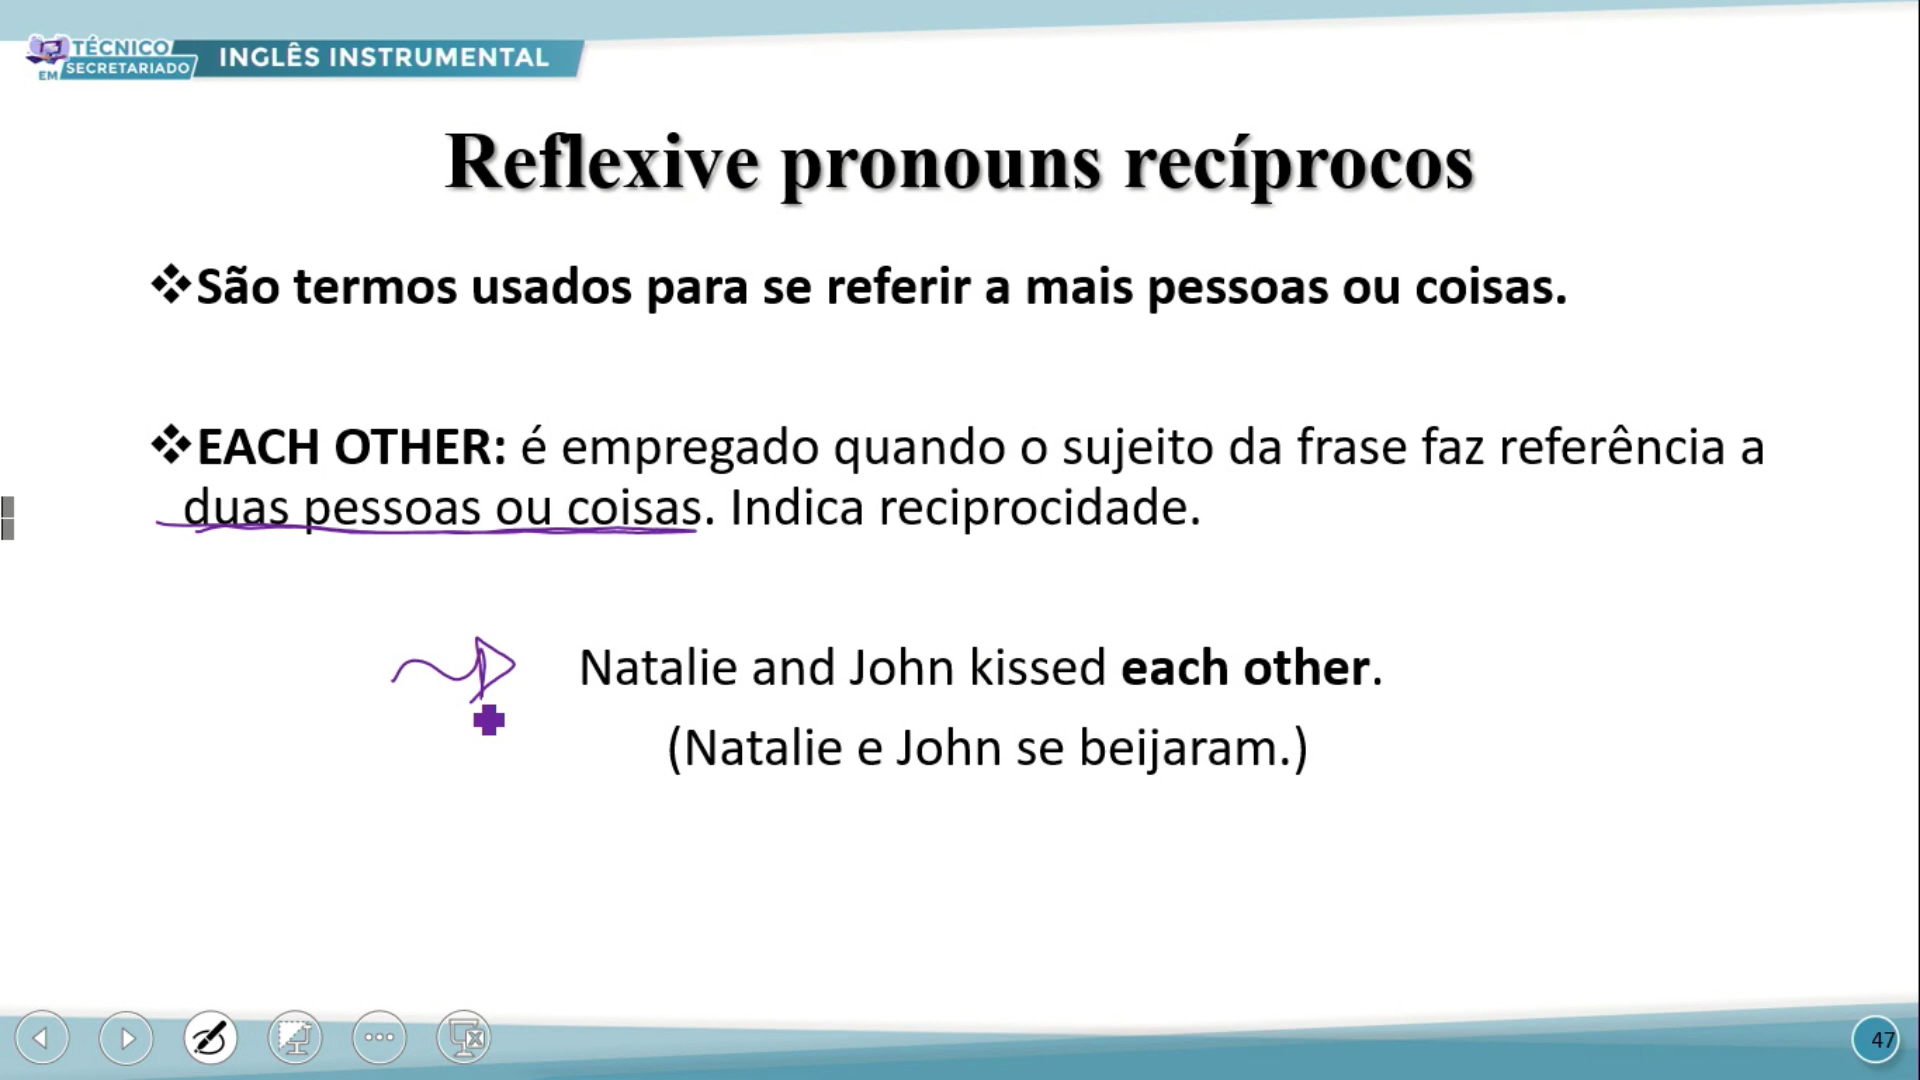 TÉCNICO
EM SECRETARIADO
INGLÊS INSTRUMENTAL
Reflexive pronouns recíprocos
❖São termos usados para se referir a mais pessoas ou coisas.
❖EACH OTHER: é empregado quando o sujeito da frase faz referência a
duas pessoas ou coisas. Indica reciprocidade.
Natalie and John kissed each other.
(Natalie e John se beijaram.)
47